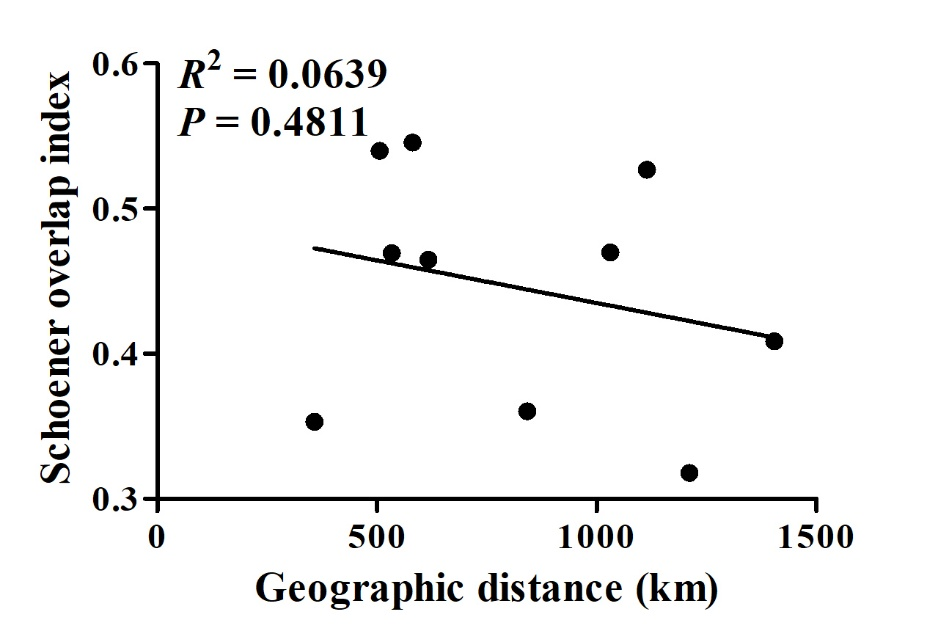 R² = 0.0639
P = 0.4811
Schoener overlap index
0.6
0.5
0.4
0.3
0 500 1000 1500
Geographic distance (km)